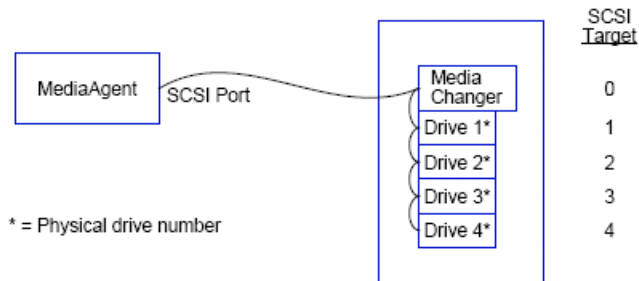 SCSI
Target
MediaAgent
SCSI Port
Media
Changer
0
Drive 1*
1
Drive 2*
2
Drive 3*
3
Drive 4*
4
* = Physical drive number